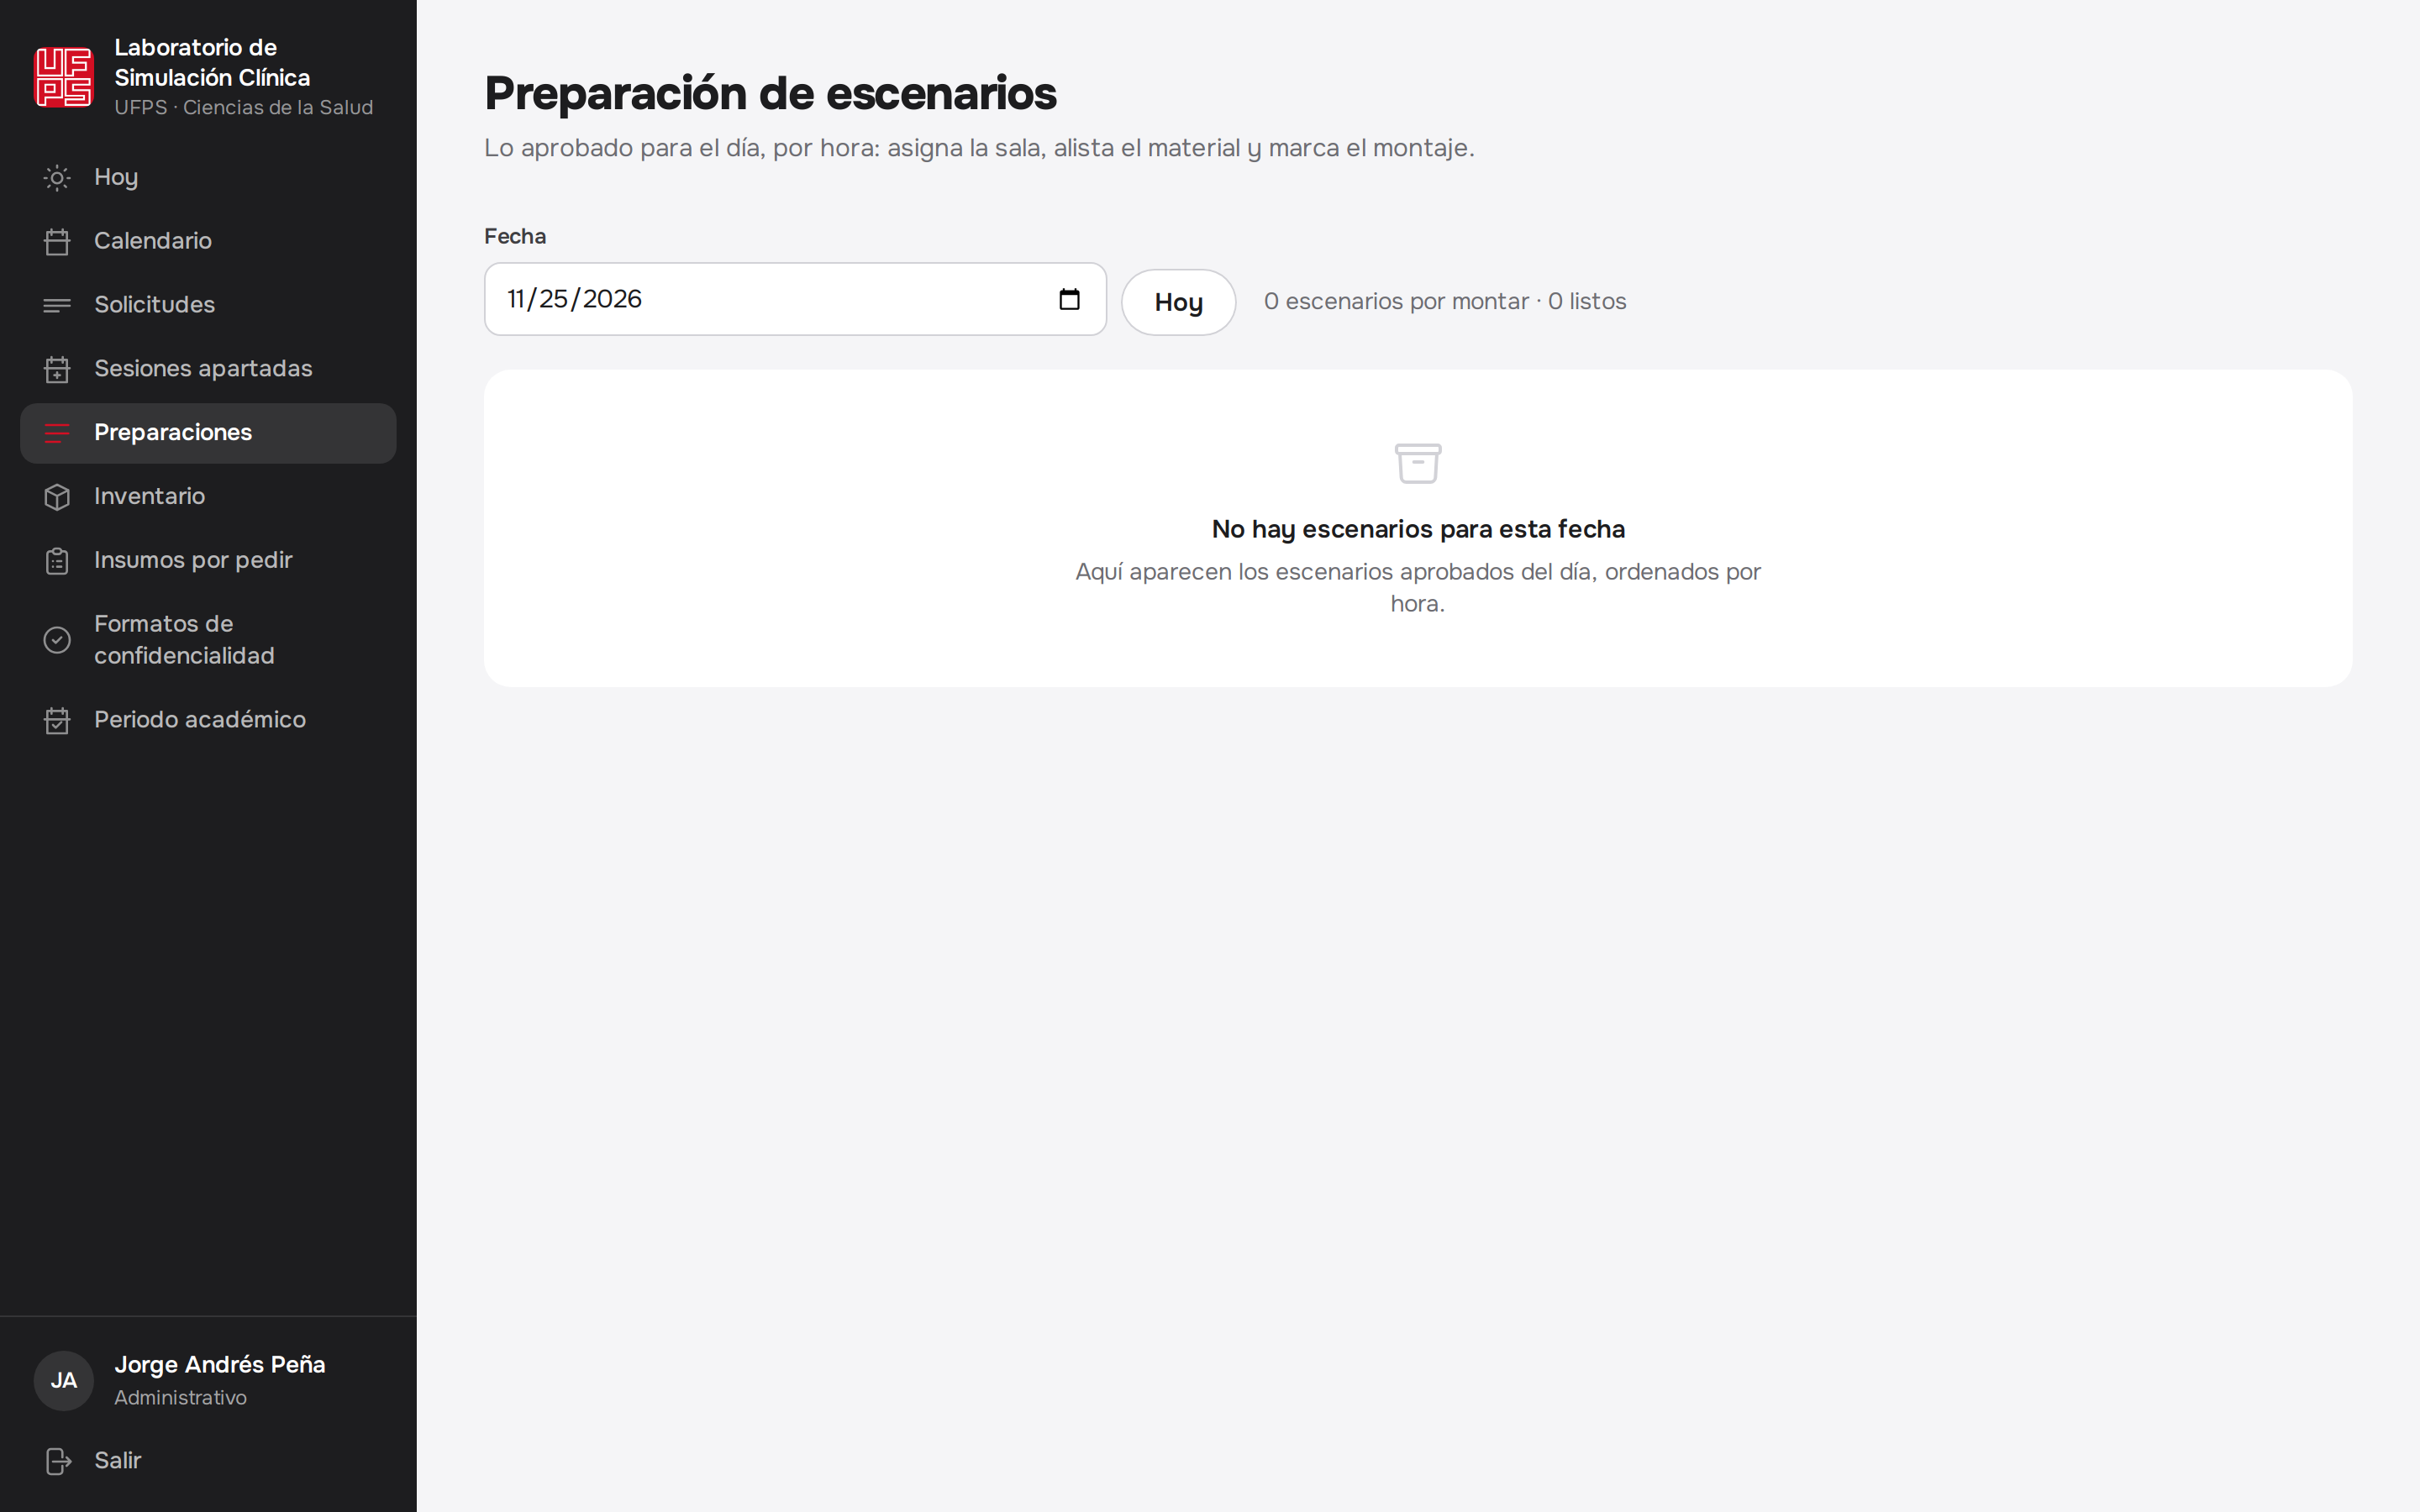 UFPS
Laboratorio de
Simulación Clínica
UFPS · Ciencias de la Salud
Hoy
Calendario
Solicitudes
Sesiones apartadas
Preparaciones
Inventario
Insumos por pedir
Formatos de
confidencialidad
Periodo académico
JA
Jorge Andrés Peña
Administrativo
Salir
Preparación de escenarios
Lo aprobado para el día, por hora: asigna la sala, alista el material y marca el montaje.
Fecha
11/25/2026
Hoy
0 escenarios por montar · 0 listos
No hay escenarios para esta fecha
Aquí aparecen los escenarios aprobados del día, ordenados por
hora.